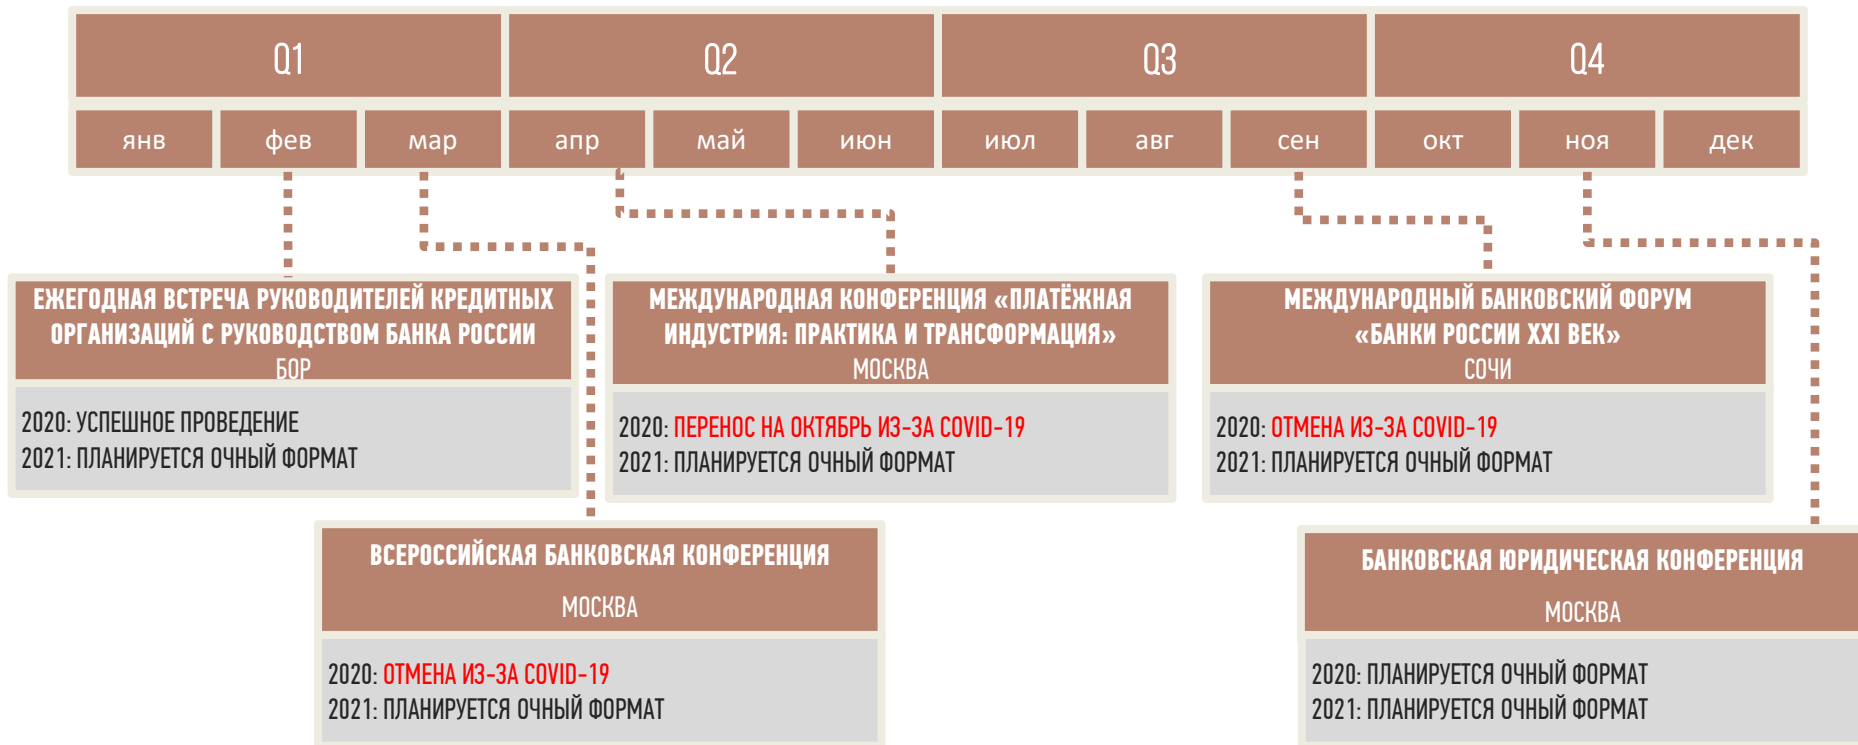 Q1 Q2 Q3 Q4
янв фев мар апр май июн июл авг сен окт ноя дек
ЕЖЕГОДНАЯ ВСТРЕЧА РУКОВОДИТЕЛЕЙ КРЕДИТНЫХ
ОРГАНИЗАЦИЙ С РУКОВОДСТВОМ БАНКА РОССИИ
БОР
2020: УСПЕШНОЕ ПРОВЕДЕНИЕ
2021: ПЛАНИРУЕТСЯ ОЧНЫЙ ФОРМАТ
МЕЖДУНАРОДНАЯ КОНФЕРЕНЦИЯ «ПЛАТЁЖНАЯ
ИНДУСТРИЯ: ПРАКТИКА И ТРАНСФОРМАЦИЯ»
МОСКВА
2020: ПЕРЕНОС НА ОКТЯБРЬ ИЗ-ЗА COVID-19
2021: ПЛАНИРУЕТСЯ ОЧНЫЙ ФОРМАТ
МЕЖДУНАРОДНЫЙ БАНКОВСКИЙ ФОРУМ
«БАНКИ РОССИИ XXI ВЕК»
СОЧИ
2020: ОТМЕНА ИЗ-ЗА COVID-19
2021: ПЛАНИРУЕТСЯ ОЧНЫЙ ФОРМАТ
ВСЕРОССИЙСКАЯ БАНКОВСКАЯ КОНФЕРЕНЦИЯ
МОСКВА
2020: ОТМЕНА ИЗ-ЗА COVID-19
2021: ПЛАНИРУЕТСЯ ОЧНЫЙ ФОРМАТ
БАНКОВСКАЯ ЮРИДИЧЕСКАЯ КОНФЕРЕНЦИЯ
МОСКВА
2020: ПЛАНИРУЕТСЯ ОЧНЫЙ ФОРМАТ
2021: ПЛАНИРУЕТСЯ ОЧНЫЙ ФОРМАТ